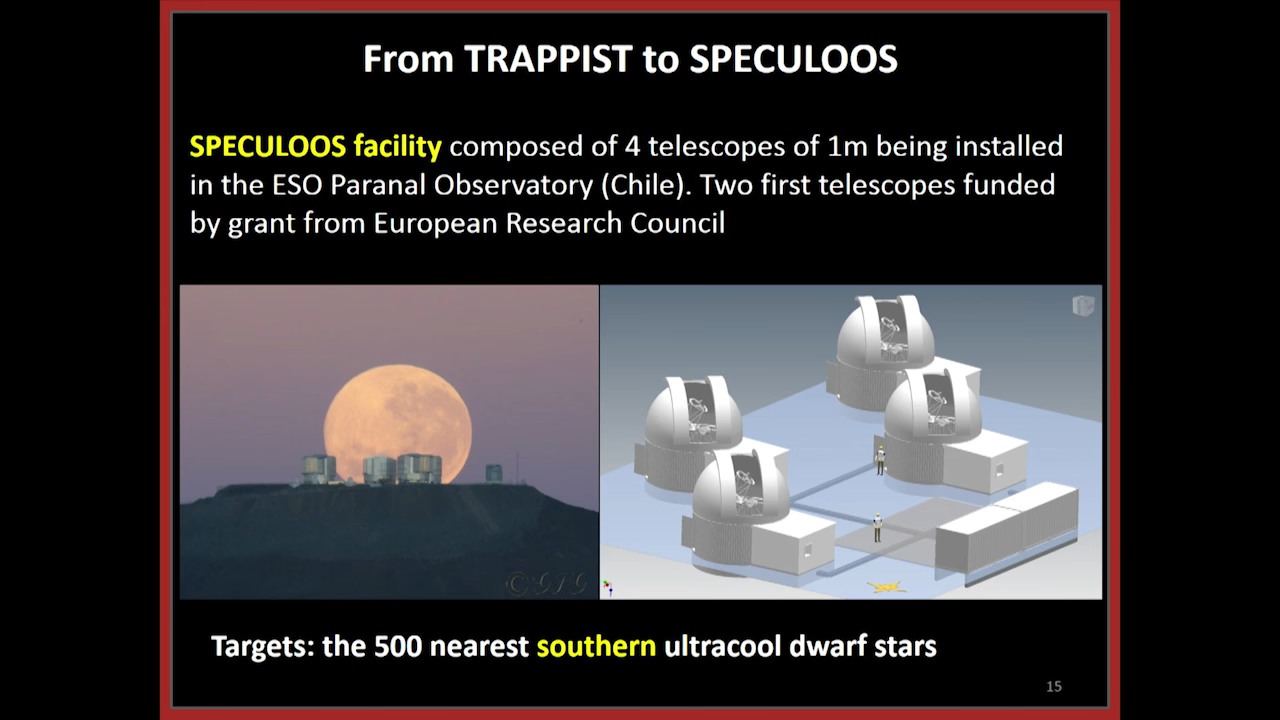 From TRAPPIST to SPECULOOS
SPECULOOS facility composed of 4 telescopes of 1m being installed
in the ESO Paranal Observatory (Chile). Two first telescopes funded
by grant from European Research Council
Targets: the 500 nearest southern ultracool dwarf stars
15